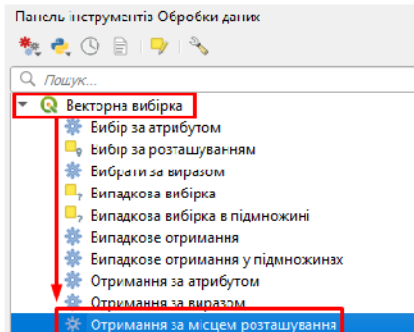 Панель інструментів Обробки даних
Пошук...
Векторна вибірка
Вибір за атрибутом
Вибір за розташуванням
Вибрати за виразом
Випадкова вибірка
Випадкова вибірка в підмножині
Випадкове отримання
Випадкове отримання у підмножинах
Отримання за атрибутом
Отримання за виразом
Отримання за місцем розташування